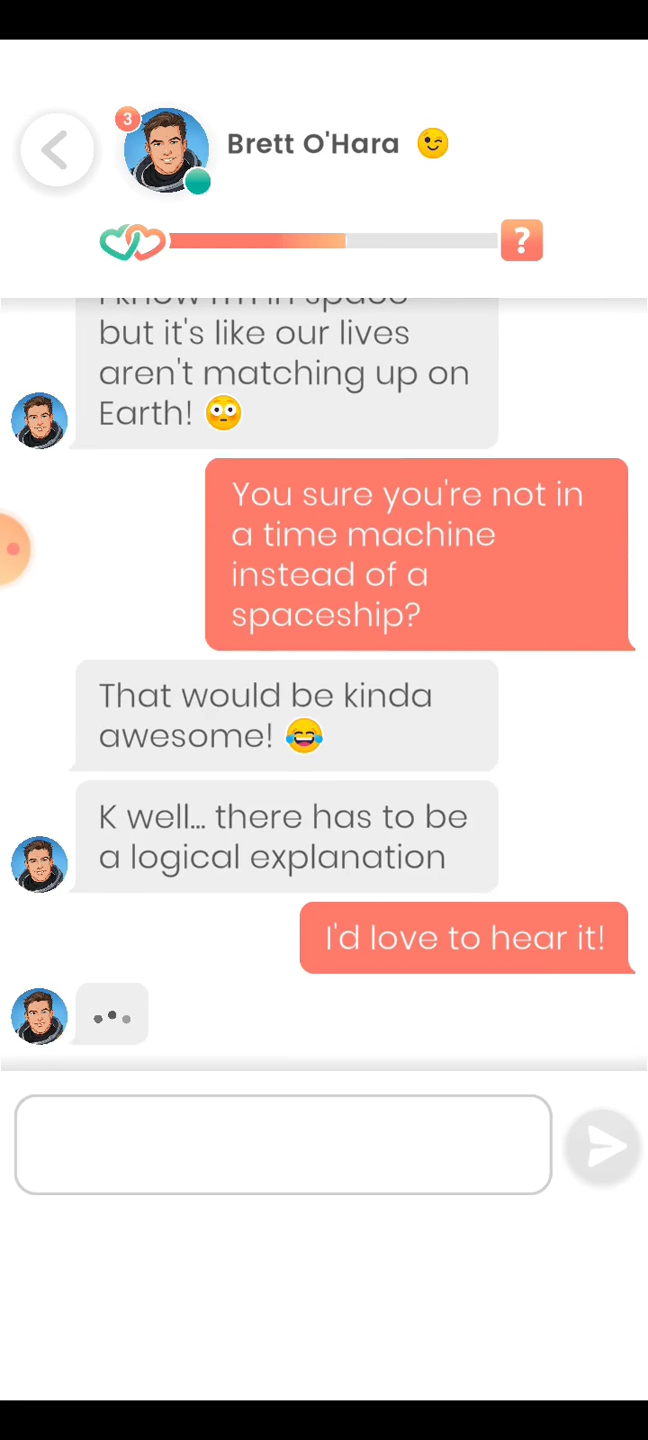 3
Brett O'Hara
?
but it's like our lives
aren't matching up on
Earth!
You sure you're not in
a time machine
instead of a
spaceship?
That would be kinda
awesome!
K well... there has to be
a logical explanation
I'd love to hear it!